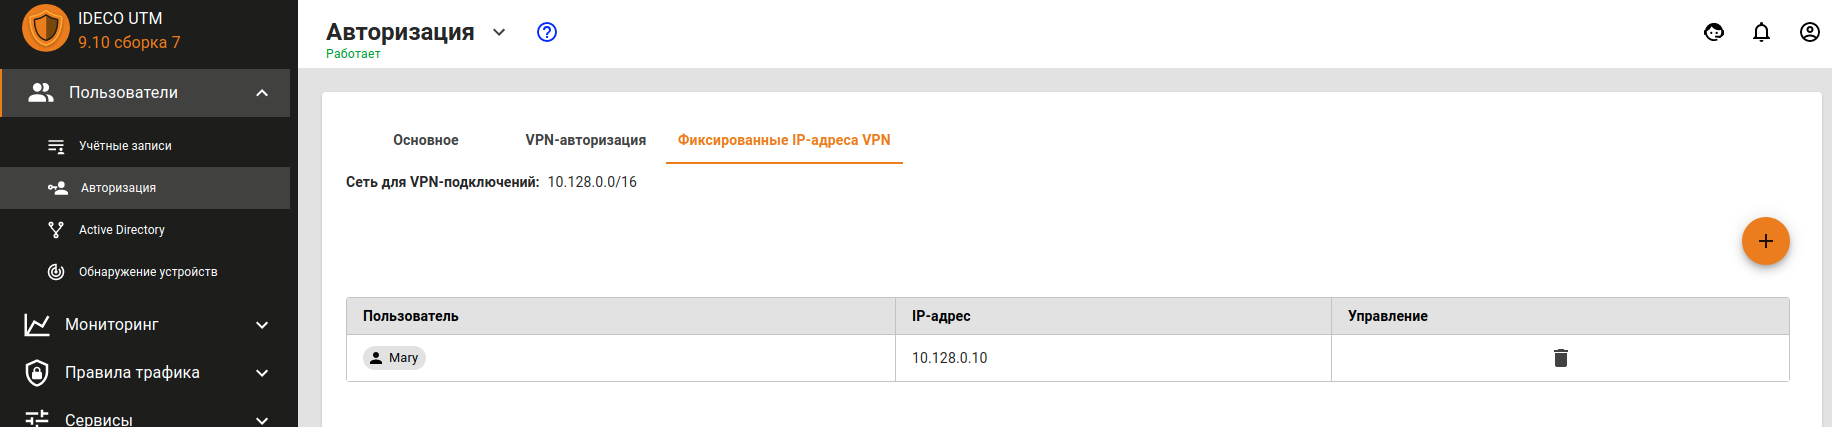 IDECO UTM
9.10 сборка 7
Пользователи
Учётные записи
Авторизация
Active Directory
Обнаружение устройств
Мониторинг
Правила трафика
Сервисы
Авторизация
Работает
Основное VPN-авторизация Фиксированные IP-адреса VPN
Сеть для VPN-подключений: 10.128.0.0/16
Пользователь IP-адрес Управление
Mary 10.128.0.10